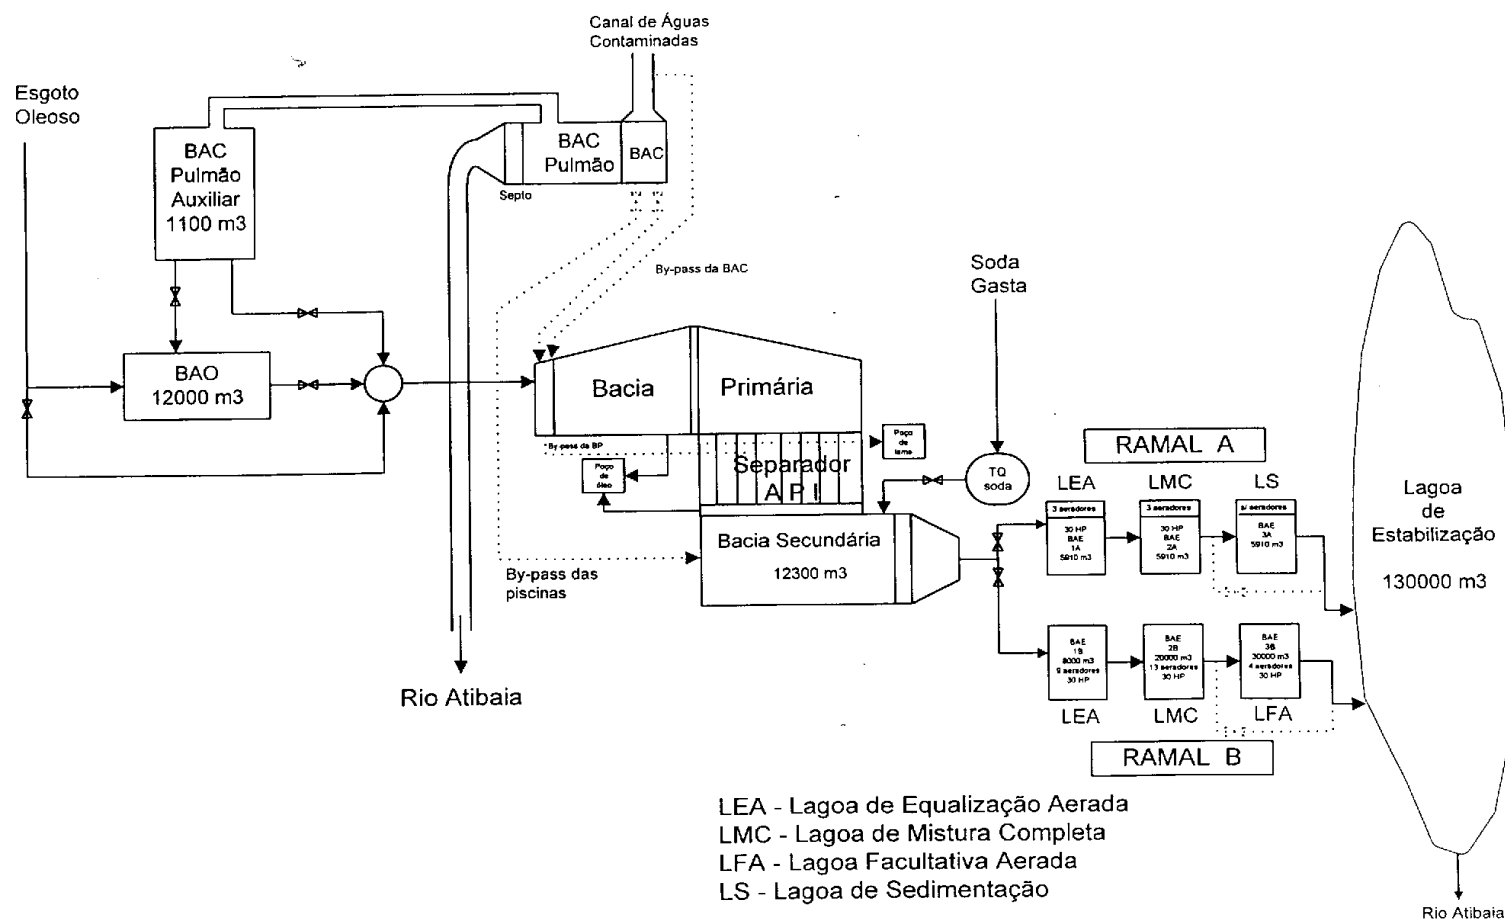 Canal de Águas
Contaminadas
Esgoto
Oleoso
BAC
Pulmão
Auxiliar
1100 m3
BAC
Pulmão
BAC
Septo
By-pass da BAC
Soda
Gasta
BAO
12000 m3
Bacia
Primária
By-pass da BP
Poço
de
lama
Poço
de
óleo
Separador
A P I
TQ
soda
Bacia Secundária
12300 m3
By-pass das
piscinas
Rio Atibaia
RAMAL A
LEA
LMC
LS
3 aeradores
30 HP
BAE
1A
5910 m3
3 aeradores
30 HP
BAE
2A
5910 m3
s/ aeradores
BAE
3A
5910 m3
BAE
1B
8000 m3
9 aeradores
30 HP
BAE
2B
20000 m3
13 aeradores
30 HP
BAE
3B
30000 m3
4 aeradores
30 HP
LEA
LMC
LFA
RAMAL B
Lagoa
de
Estabilização
130000 m3
LEA - Lagoa de Equalização Aerada
LMC - Lagoa de Mistura Completa
LFA - Lagoa Facultativa Aerada
LS - Lagoa de Sedimentação
Rio Atibaia